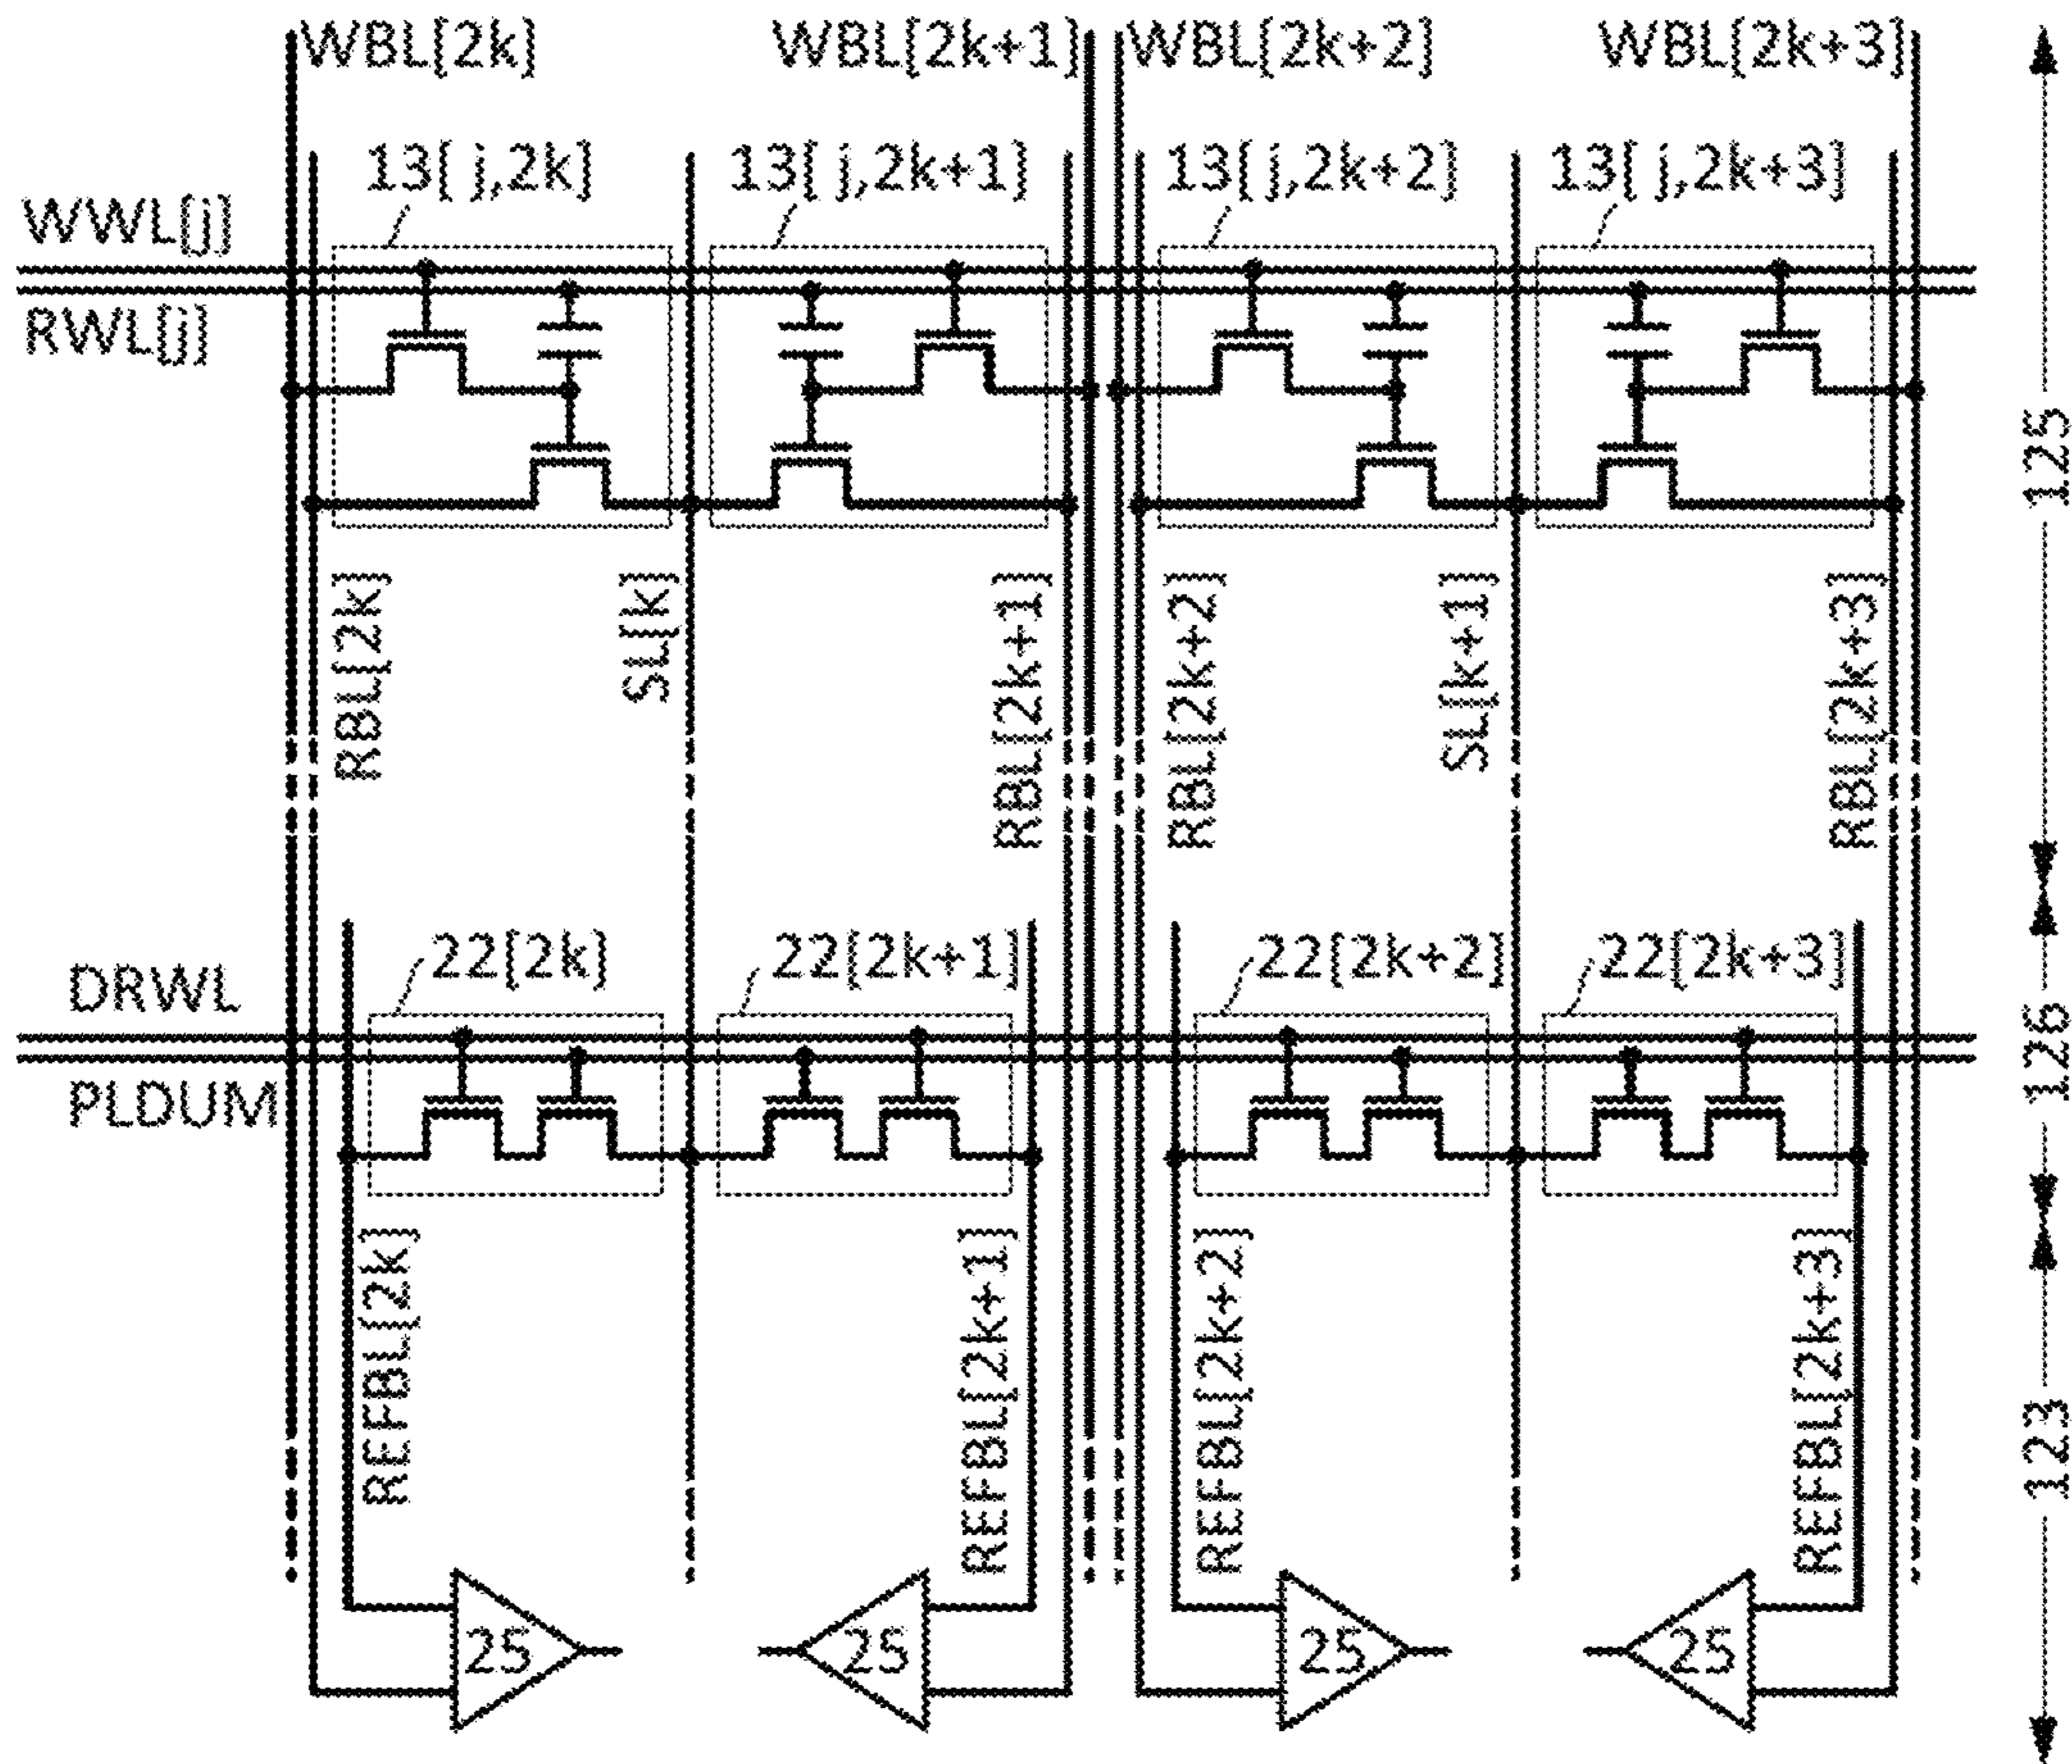 WBL[2k] WBL[2k+1] WBL[2k+2] WBL[2k+3]
13[ j,2k] 13[ j,2k+1] 13[ j,2k+2] 13[ j,2k+3]
WWL[j]
RWL[j]
125
RBL[2k] SL[k] RBL[2k+1] RBL[2k+2] SL[k+1] RBL[2k+3]
22[2k] 22[2k+1] 22[2k+2] 22[2k+3]
DRWL
PLDUM
126
REFBL[2k] REFBL[2k+1] REFBL[2k+2] REFBL[2k+3]
123
25 25 25 25